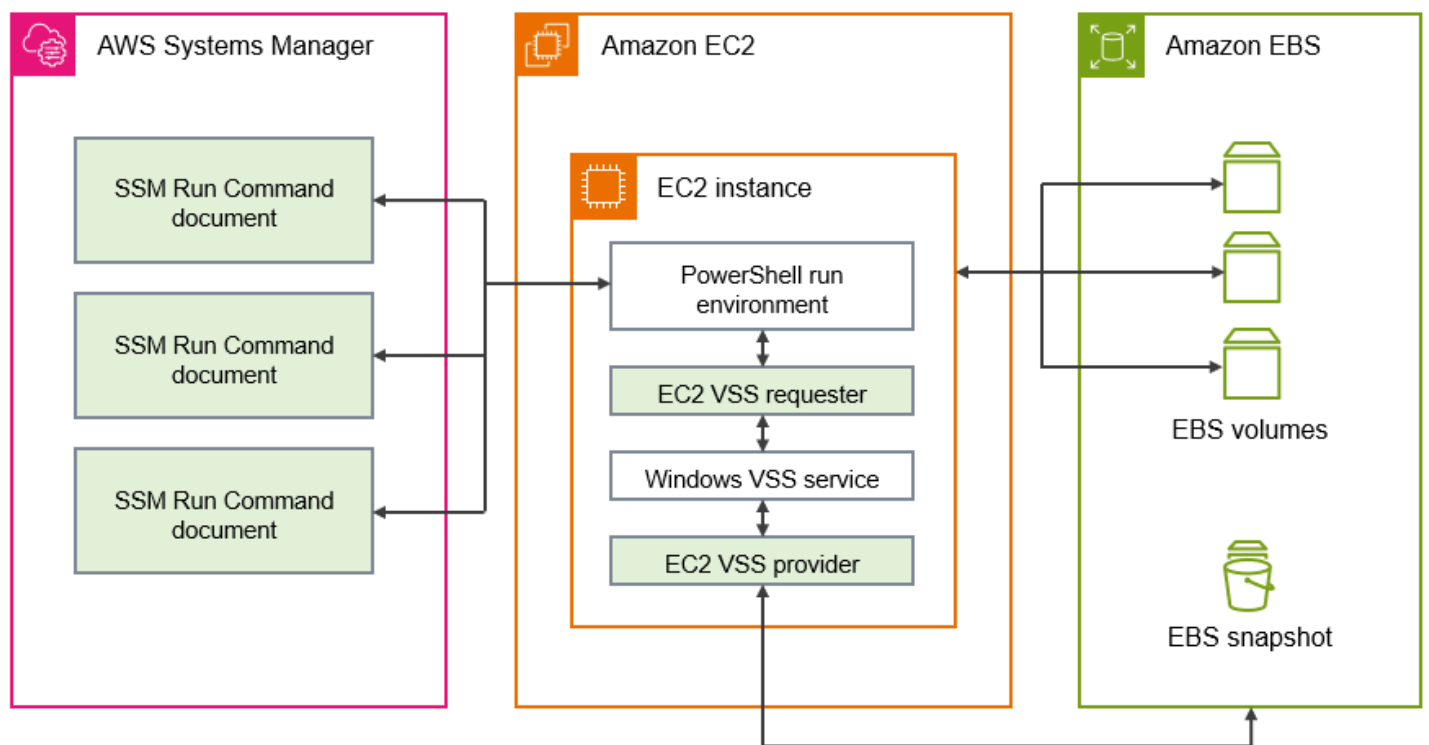 AWS Systems Manager
SSM Run Command
document
SSM Run Command
document
SSM Run Command
document
Amazon EC2
EC2 instance
PowerShell run
environment
EC2 VSS requester
Windows VSS service
EC2 VSS provider
Amazon EBS
EBS volumes
EBS snapshot